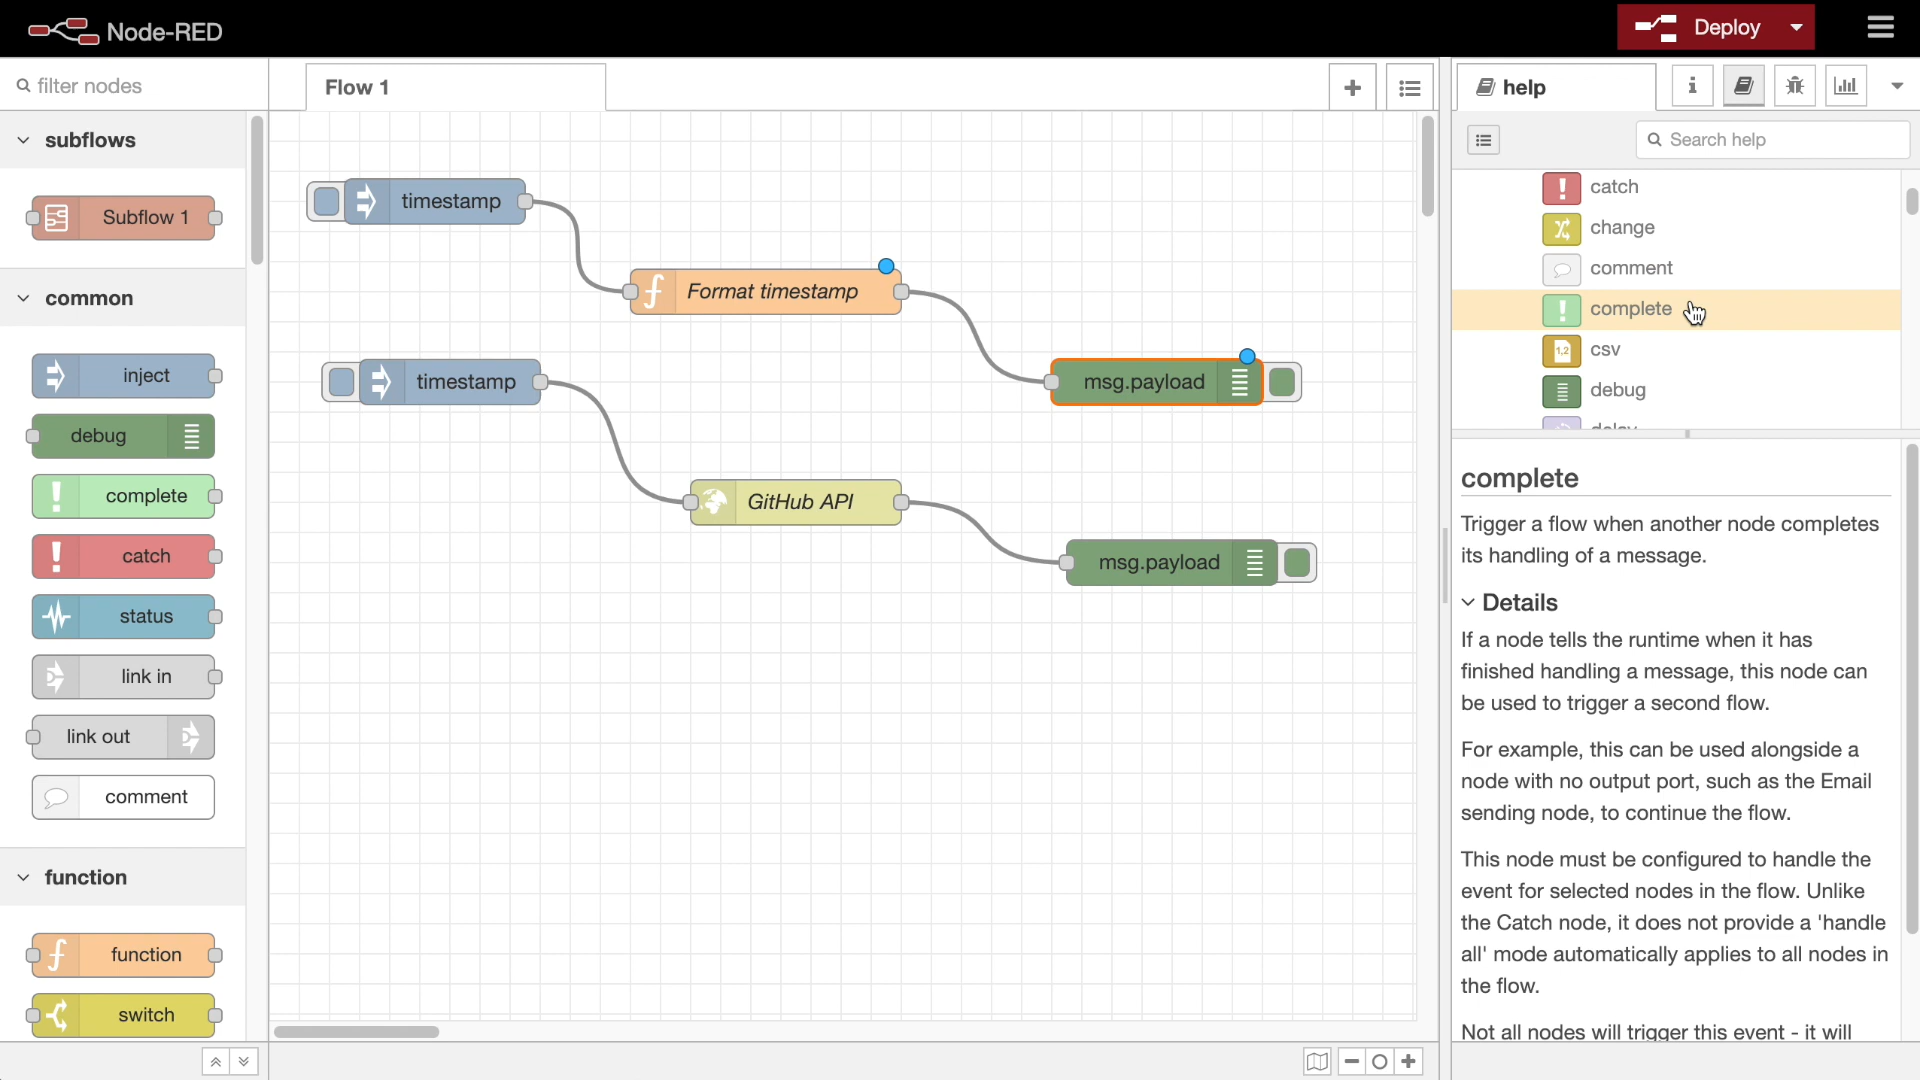 Node-RED
Deploy
filter nodes
Flow 1
help
Search help
subflows
Subflow 1
common
inject
debug
complete
catch
status
link in
link out
comment
function
function
switch
timestamp
Format timestamp
timestamp
msg.payload
GitHub API
msg.payload
catch
change
comment
complete
1,2
csv
debug
delay
complete
Trigger a flow when another node completes
its handling of a message.
Details
If a node tells the runtime when it has
finished handling a message, this node can
be used to trigger a second flow.
For example, this can be used alongside a
node with no output port, such as the Email
sending node, to continue the flow.
This node must be configured to handle the
event for selected nodes in the flow. Unlike
the Catch node, it does not provide a 'handle
all' mode automatically applies to all nodes in
the flow.
Not all nodes will trigger this event - it will